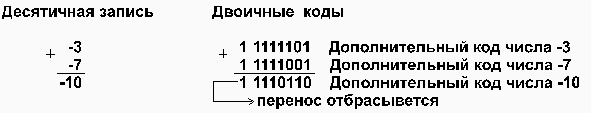 Десятичная запись Двоичные коды
+ -3 + 1 1111101 Дополнительный код числа -3
-7 1 1111001 Дополнительный код числа -7
-10 1 1110110 Дополнительный код числа -10
перенос отбрасывется